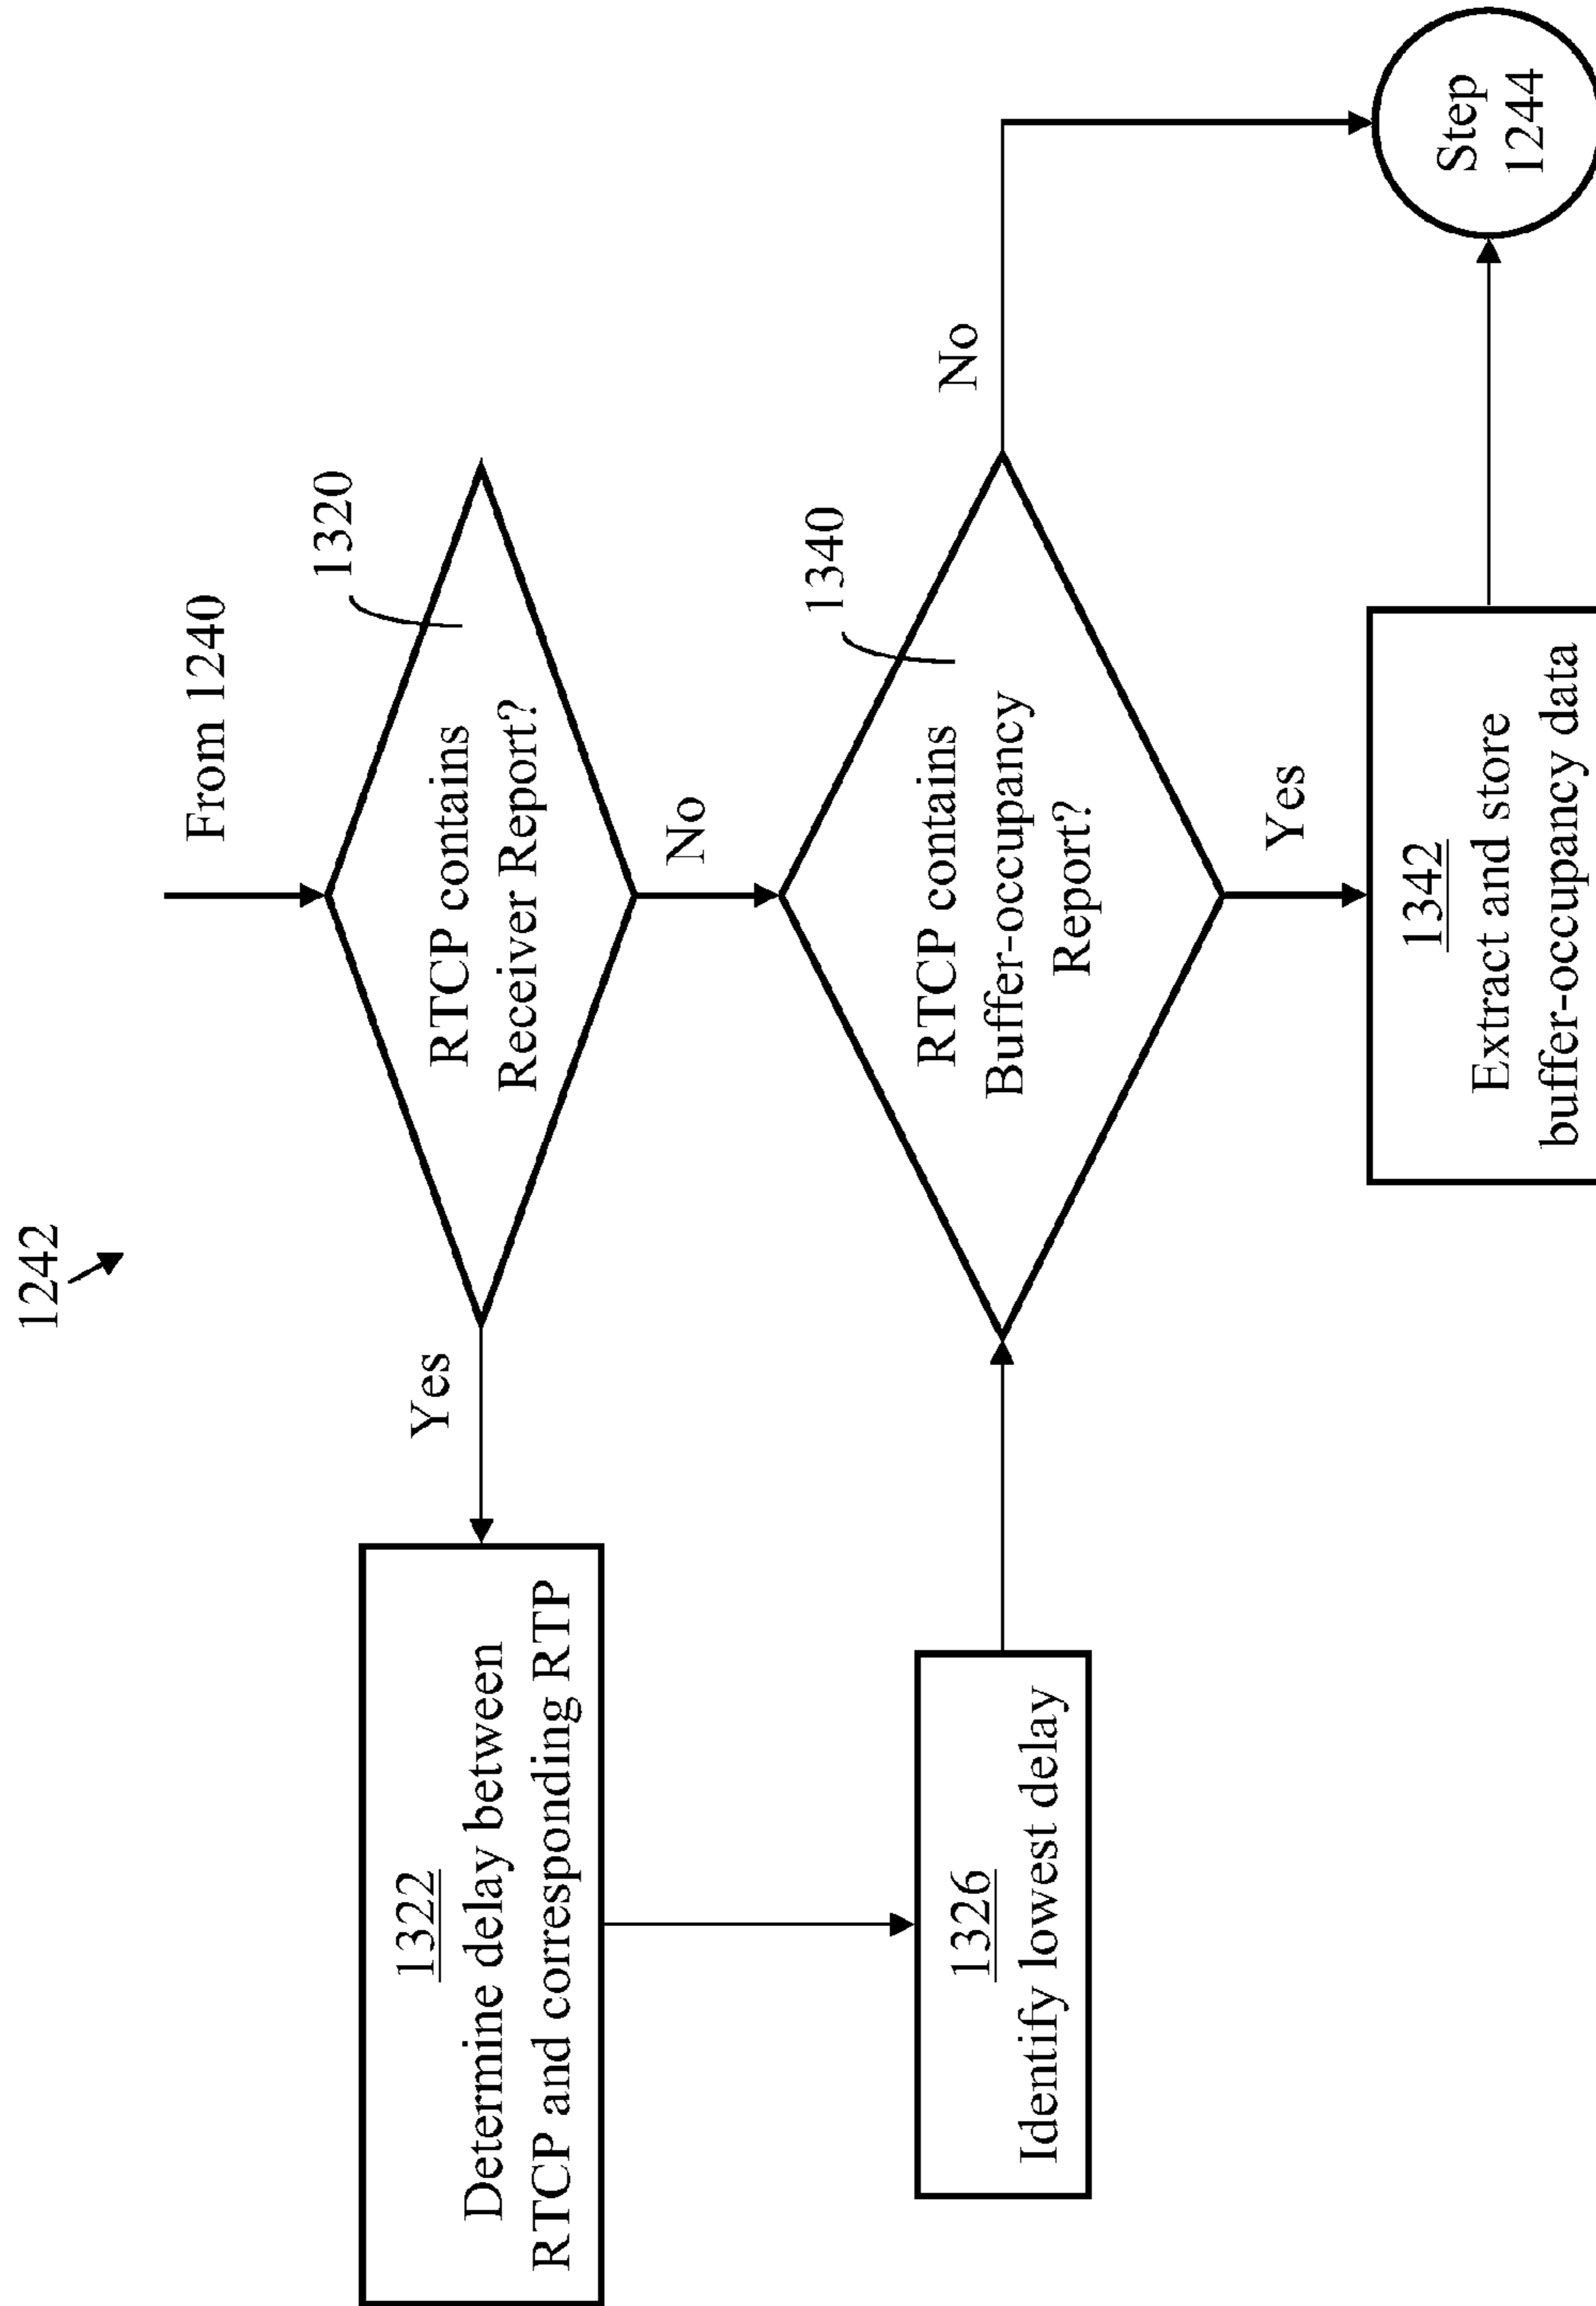 1242
From 1240
1320
RTCP contains
Receiver Report?
Yes
No
1322
Determine delay between
RTCP and corresponding RTP
1326
Identify lowest delay
1340
RTCP contains
Buffer-occupancy
Report?
No
Yes
1342
Extract and store
buffer-occupancy data
Step
1244